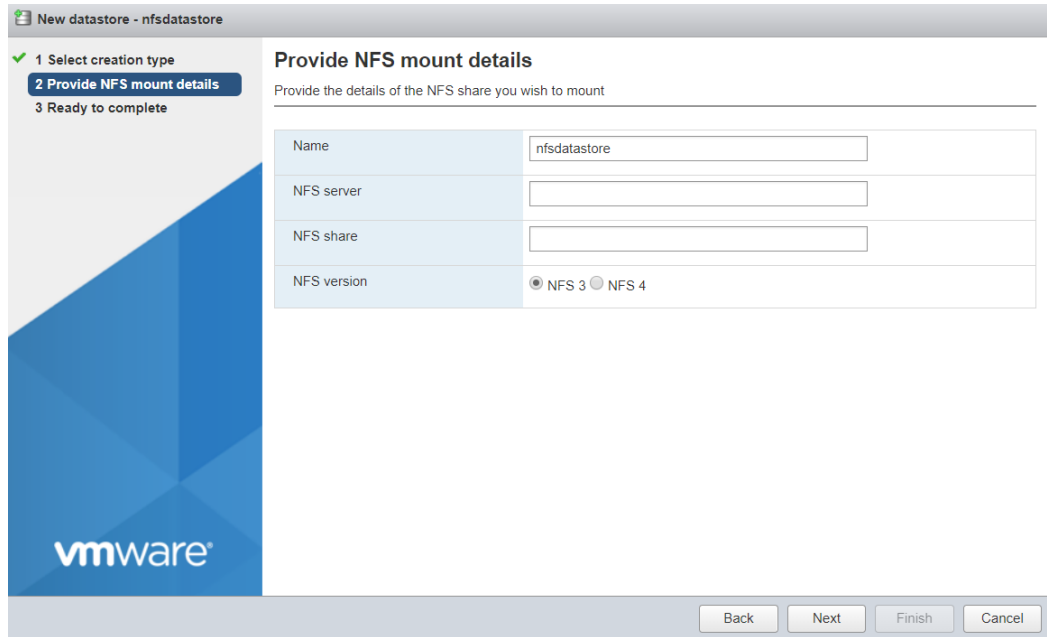 New datastore - nfsdatastore
1 Select creation type
2 Provide NFS mount details
3 Ready to complete
Provide NFS mount details
Provide the details of the NFS share you wish to mount
Name
nfsdatastore
NFS server
NFS share
NFS version
NFS 3 NFS 4
vmware®
Back Next Finish Cancel